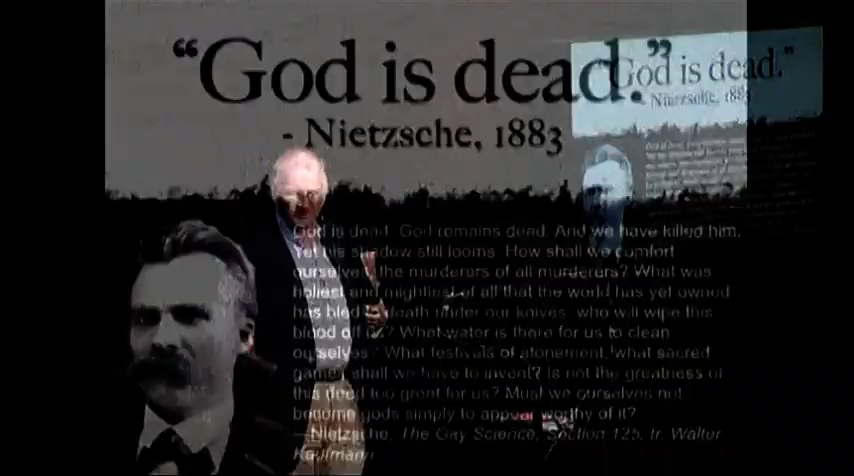 “God is dead.”
- Nietzsche, 1883
God is dead."
- Nietzsche, 1883
God is dead. God remains dead. And we have killed him.
Yet his shadow still looms. How shall we comfort
ourselves, the murderers of all murderers? What was
holiest and mightiest of all that the world has yet owned
has bled to death under our knives. who will wipe this
blood off us? What water is there for us to clean
ourselves? What festivals of atonement, what sacred
games shall we have to invent? Is not the greatness of
this deed too great for us? Must we ourselves not
become gods simply to appear worthy of it?
—Nietzsche, The Gay Science, Section 125, tr. Walter
Kaufmann